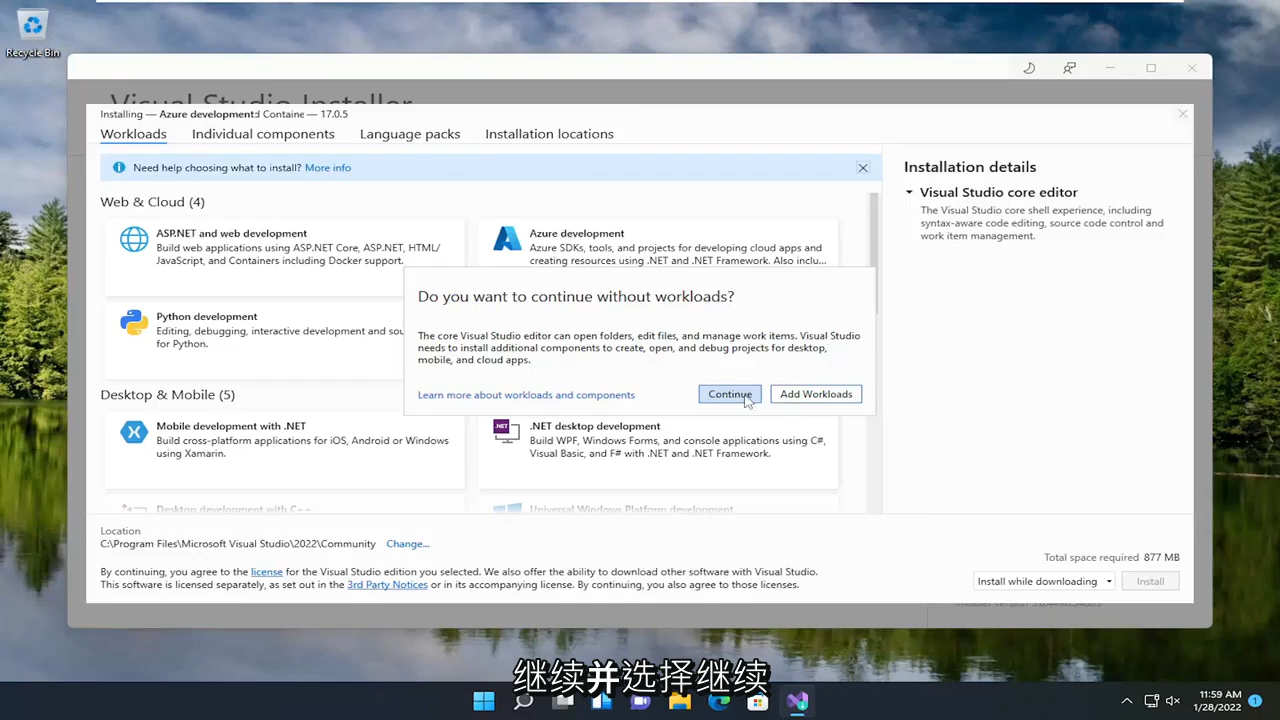 Recycle Bin
Visual Studio Installer
Installing — Azure development Containe — 17.0.5
Workloads
Individual components
Language packs
Installation locations
Need help choosing what to install? More info
Web & Cloud (4)
ASP.NET and web development
Build web applications using ASP.NET Core, ASP.NET, HTML/
JavaScript, and Containers including Docker support.
Azure development
Azure SDKs, tools, and projects for developing cloud apps and
creating resources using .NET and .NET Framework. Also inclu...
Python development
Editing, debugging, interactive development and sou
for Python.
Do you want to continue without workloads?
The core Visual Studio editor can open folders, edit files, and manage work items. Visual Studio
needs to install additional components to create, open, and debug projects for desktop,
mobile, and cloud apps.
Learn more about workloads and components
Continue
Add Workloads
Desktop & Mobile (5)
Mobile development with .NET
Build cross-platform applications for iOS, Android or Windows
using Xamarin.
.NET
.NET desktop development
Build WPF, Windows Forms, and console applications using C#,
Visual Basic, and F# with .NET and .NET Framework.
Desktop development with C++
Universal Windows Platform development
Installation details
Visual Studio core editor
The Visual Studio core shell experience, including
syntax-aware code editing, source code control and
work item management.
Location
C:\Program Files\Microsoft Visual Studio\2022\Community
Change...
By continuing, you agree to the license for the Visual Studio edition you selected. We also offer the ability to download other software with Visual Studio.
This software is licensed separately, as set out in the 3rd Party Notices or in its accompanying license. By continuing, you also agree to those licenses.
Total space required 877 MB
Install while downloading
Install
继续并选择继续
11:59 AM
1/28/2022
1